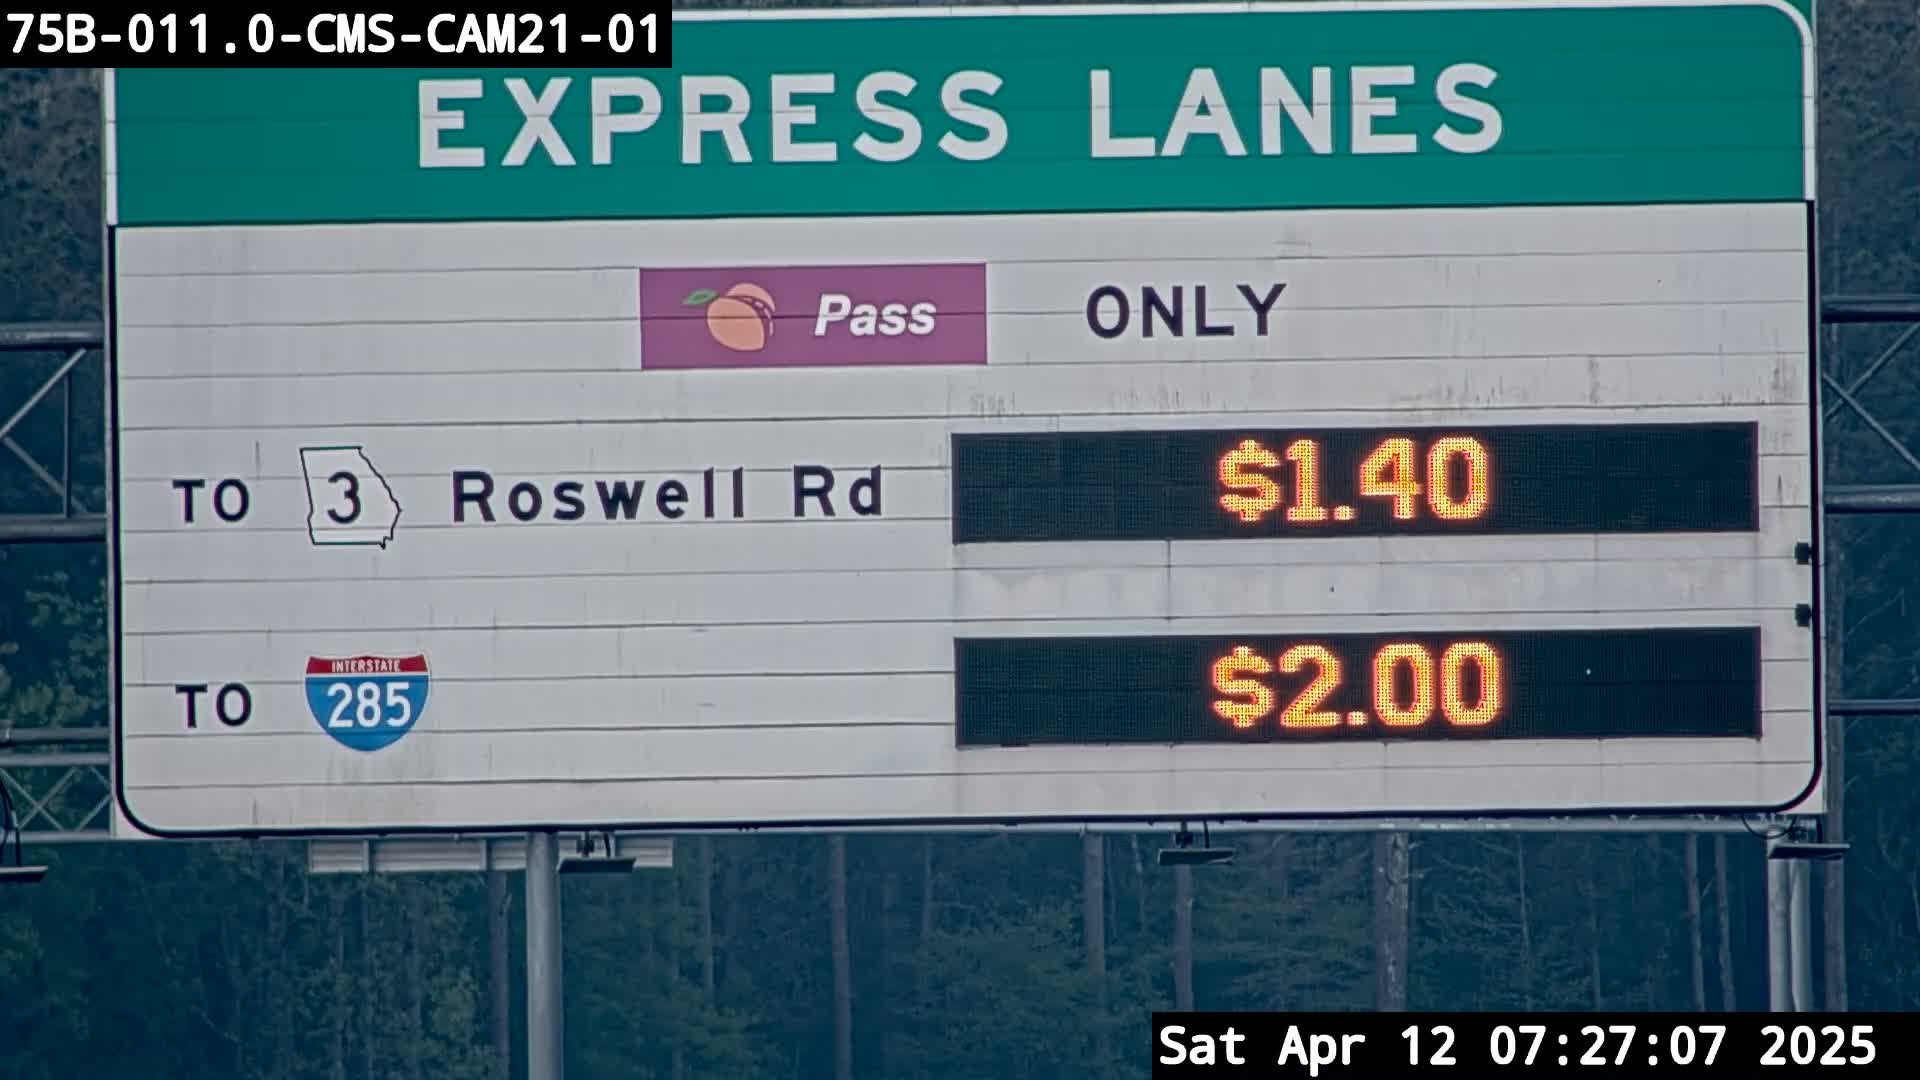 75B-011.0-CMS-CAM21-01
EXPRESS LANES
Pass ONLY
TO 3 Roswell Rd $1.40
TO INTERSTATE 285 $2.00
Sat Apr 12 07:27:07 2025